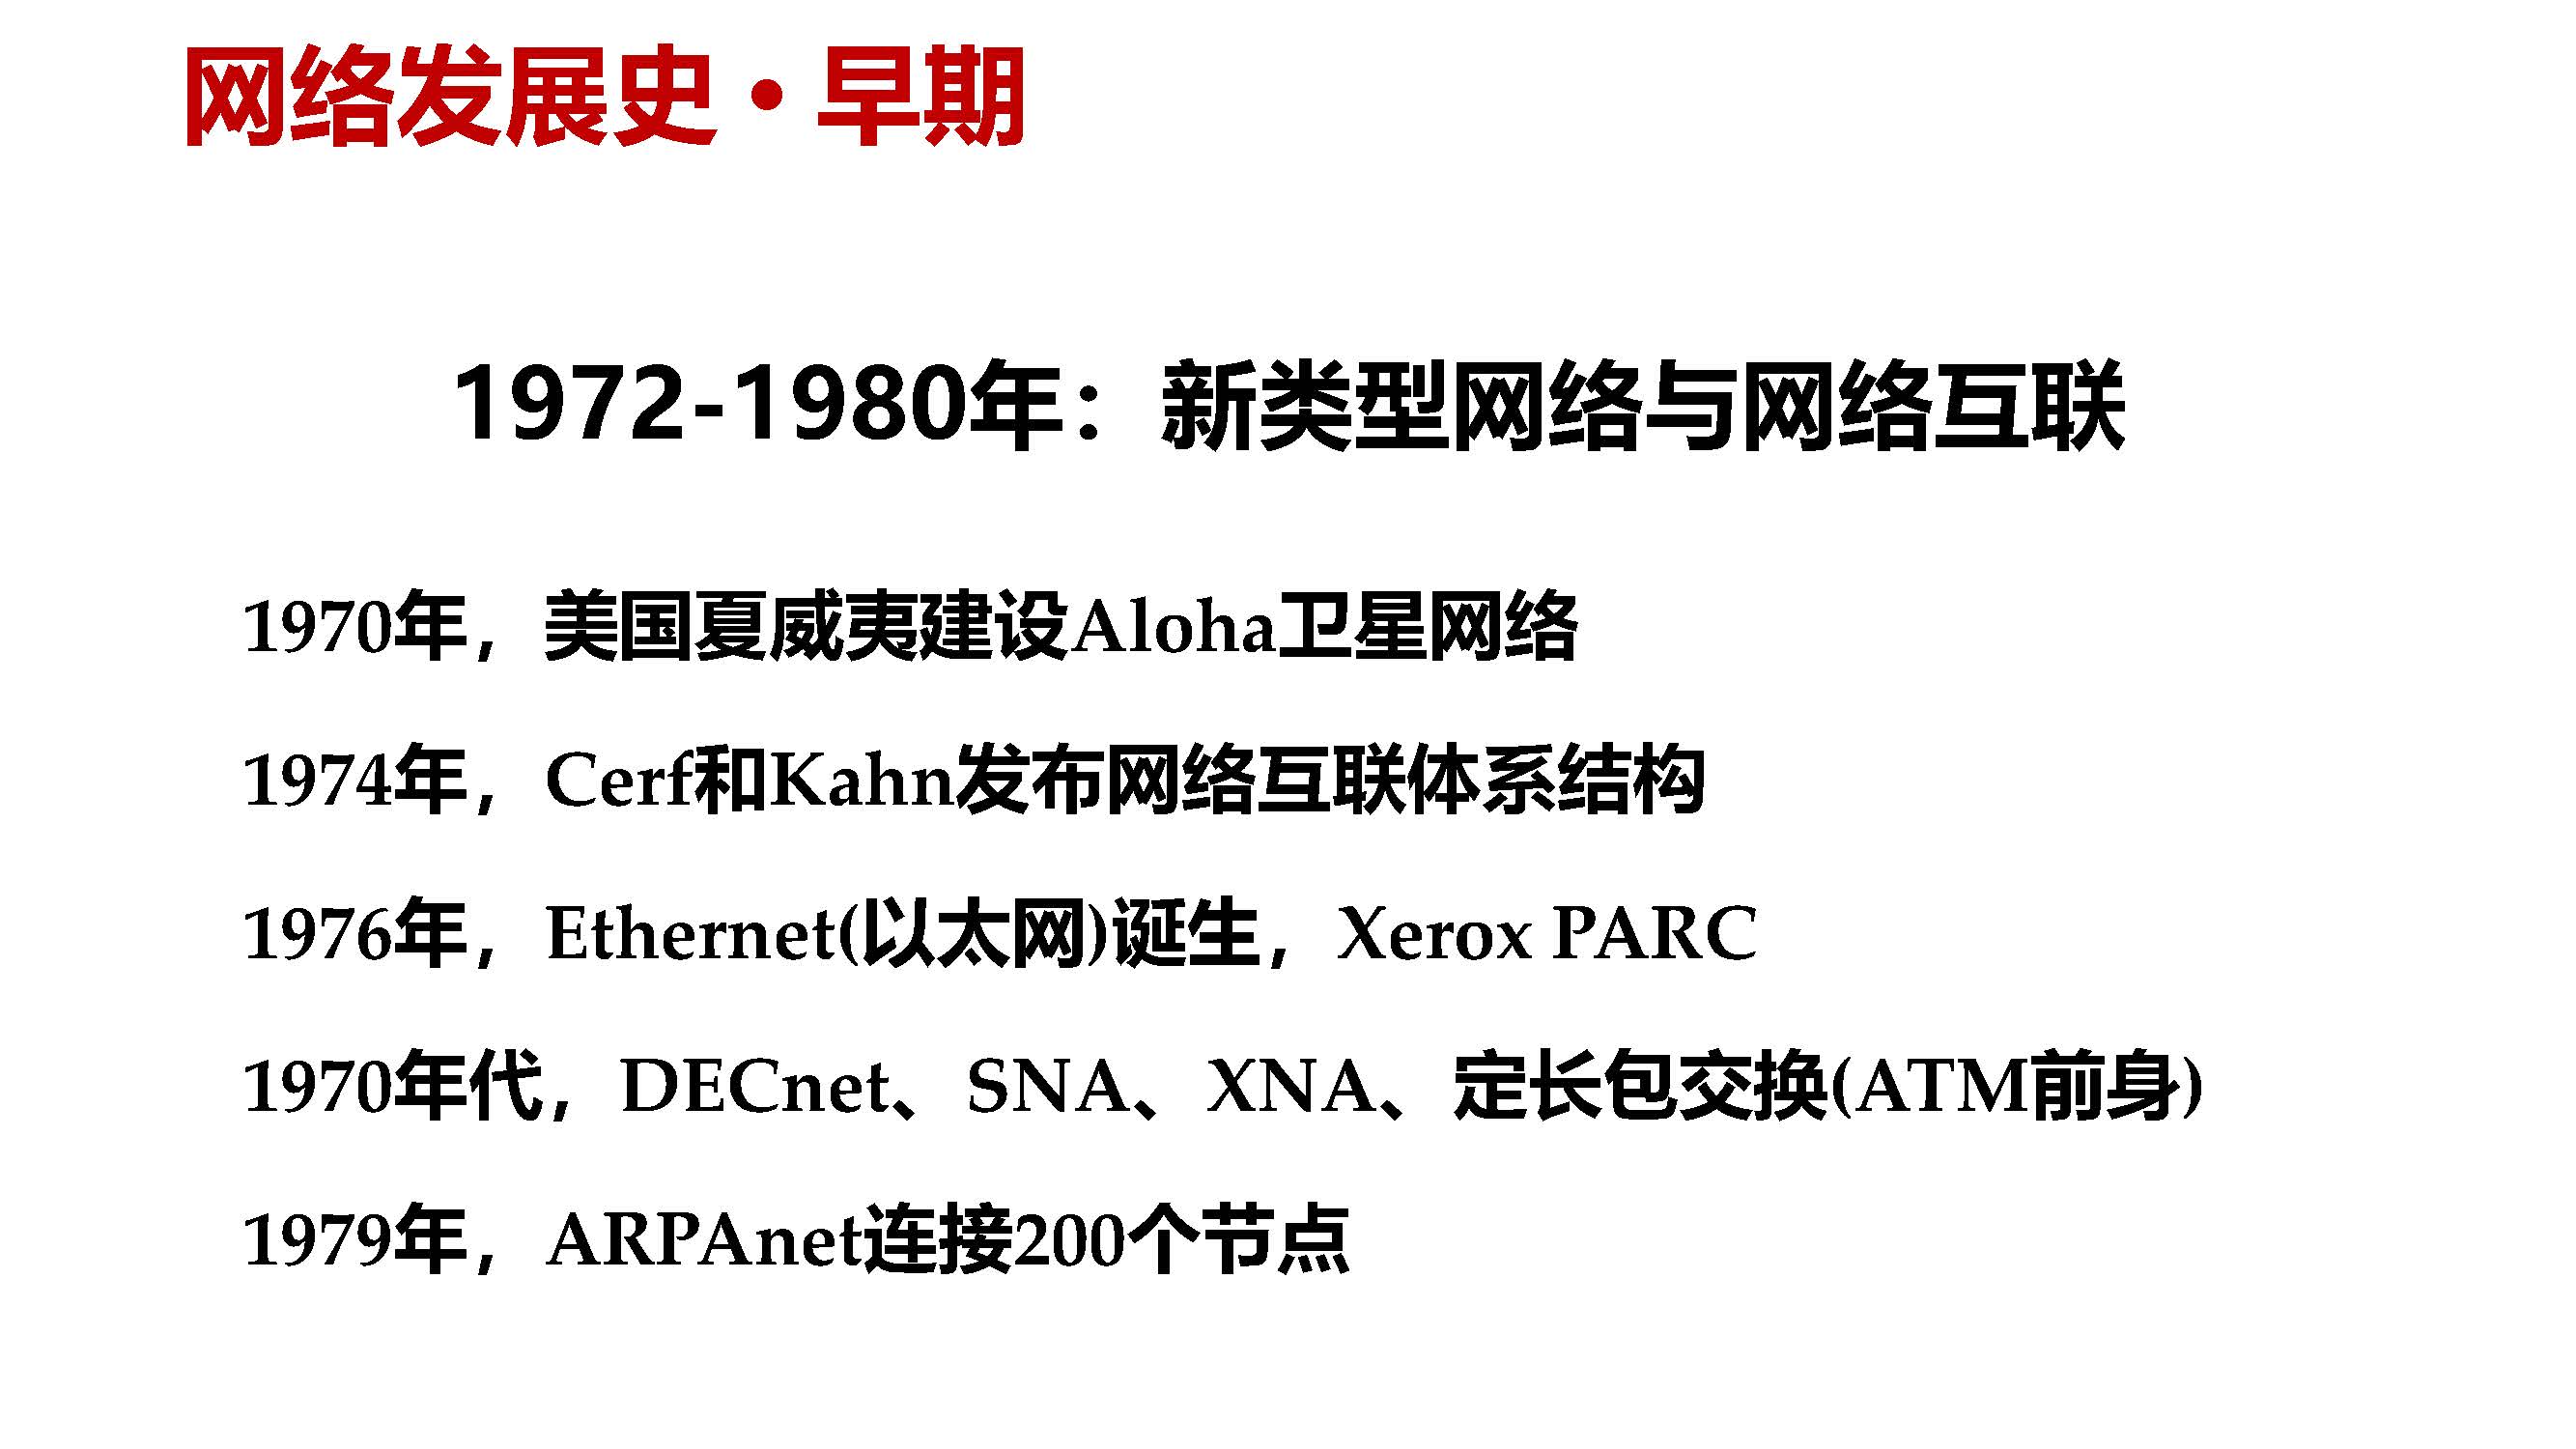 网络发展史·早期
1972-1980年：新类型网络与网络互联
1970年，美国夏威夷建设Aloha卫星网络
1974年，Cerf和Kahn发布网络互联体系结构
1976年，Ethernet(以太网)诞生，Xerox PARC
1970年代，DECnet、SNA、XNA、定长包交换(ATM前身)
1979年，ARPAnet连接200个节点